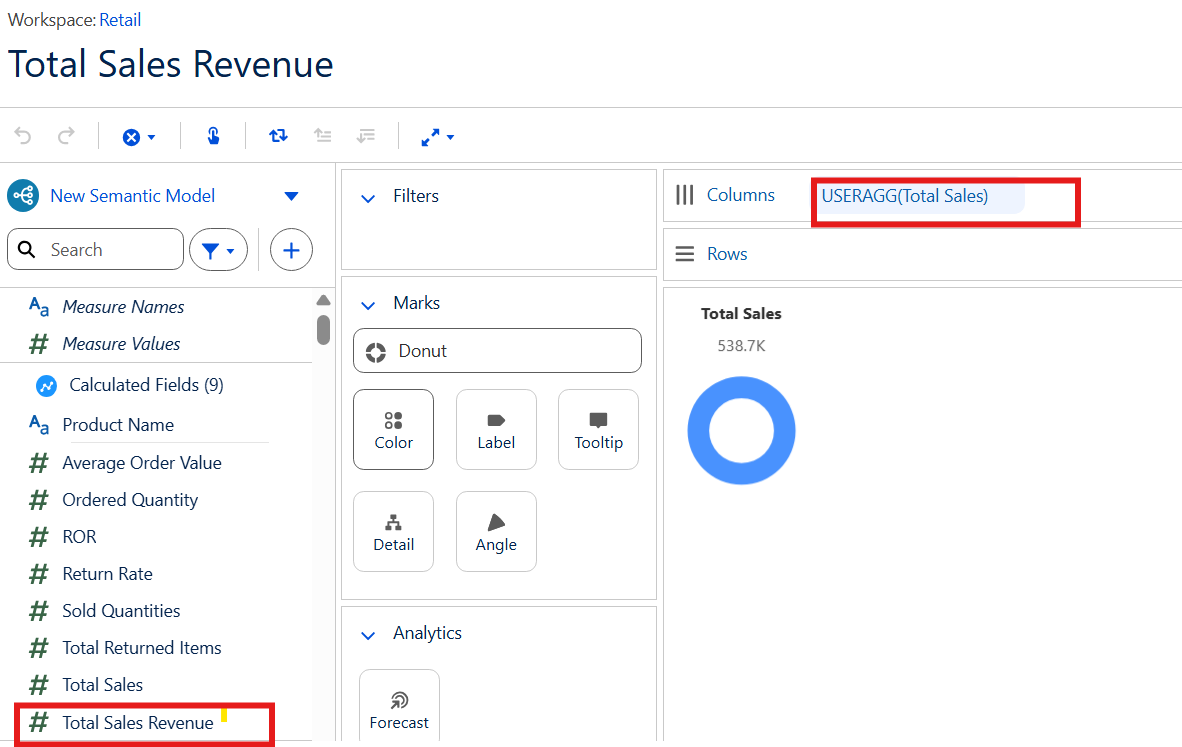 Workspace: Retail
Total Sales Revenue
New Semantic Model
Search
Measure Names
Measure Values
Calculated Fields (9)
Product Name
Average Order Value
Ordered Quantity
ROR
Return Rate
Sold Quantities
Total Returned Items
Total Sales
Total Sales Revenue
Filters
Marks
Donut
Color
Label
Tooltip
Detail
Angle
Analytics
Forecast
Columns
USERAGG(Total Sales)
Rows
Total Sales
538.7K